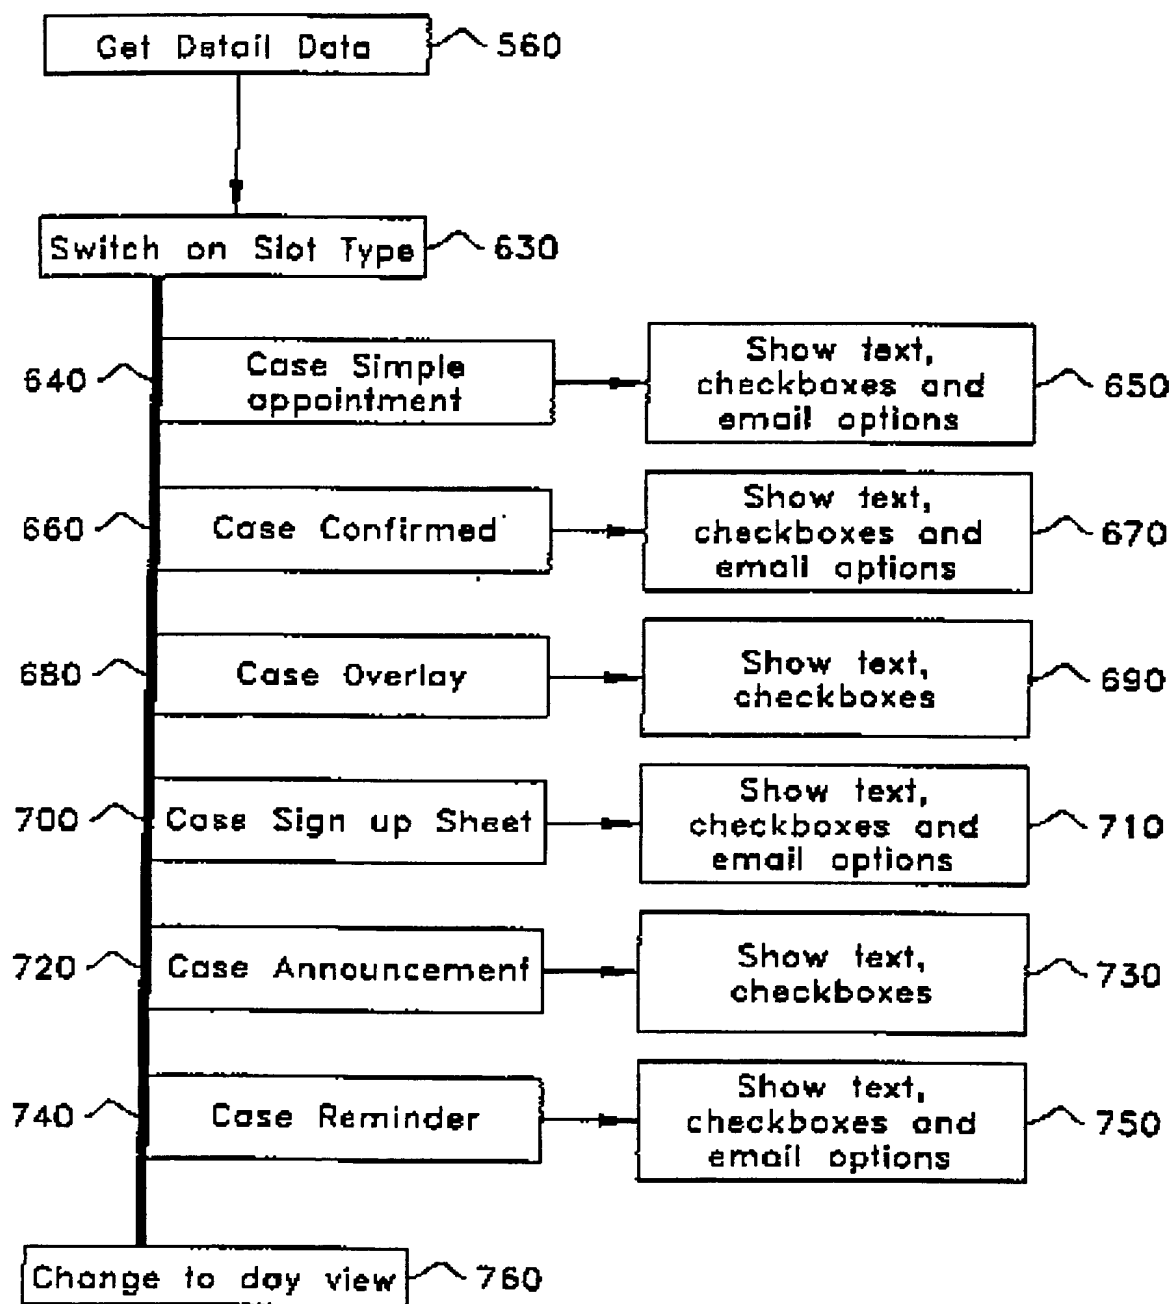 Get Detail Data
560
Switch on Slot Type
630
640
Case Simple
appointment
Show text,
checkboxes and
email options
650
660
Case Confirmed
Show text,
checkboxes and
email options
670
680
Case Overlay
Show text,
checkboxes
690
700
Case Sign up Sheet
Show text,
checkboxes and
email options
710
720
Case Announcement
Show text,
checkboxes
730
740
Case Reminder
Show text,
checkboxes and
email options
750
Change to day view
760